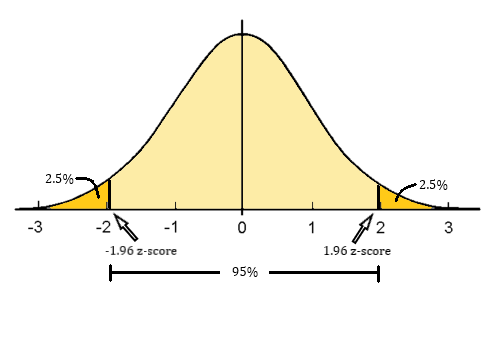 2.5%
2.5%
-3 -2 -1 0 1 2 3
-1.96 z-score
1.96 z-score
95%